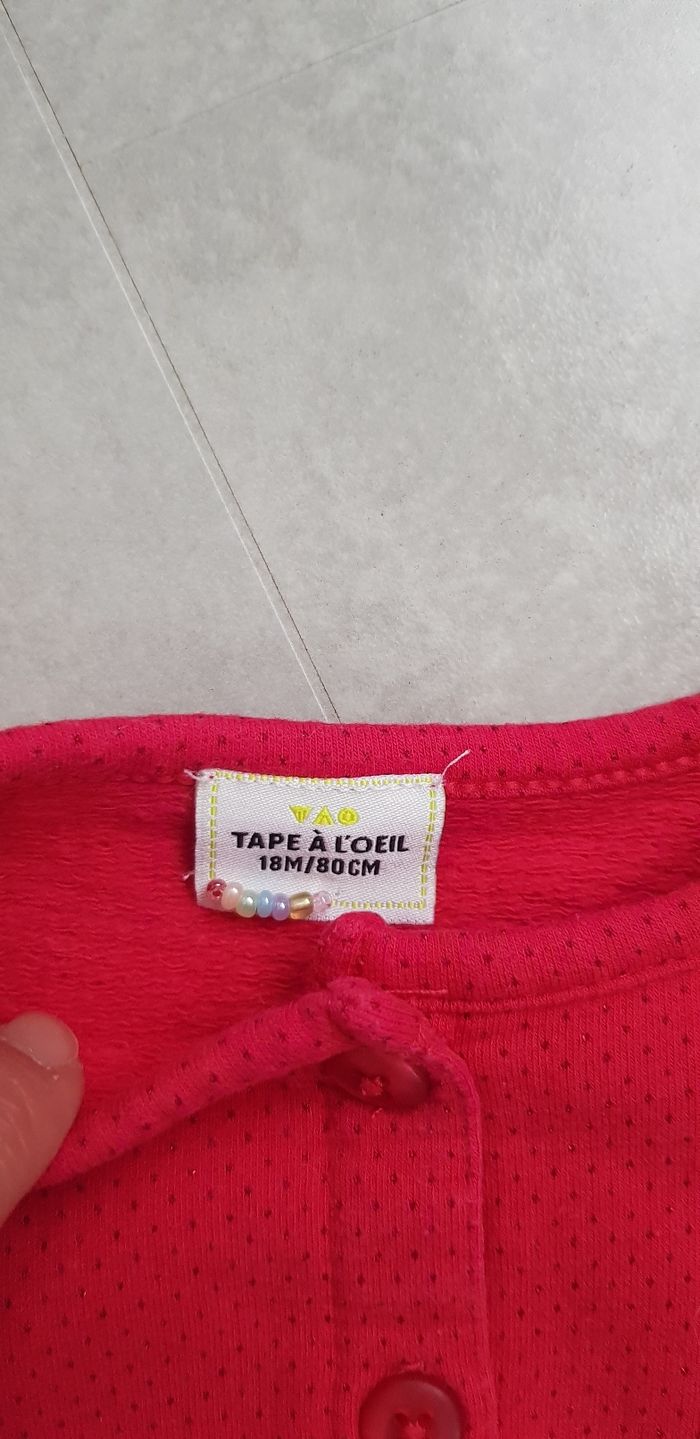 TAO
TAPE À L'OEIL
18M/80CM